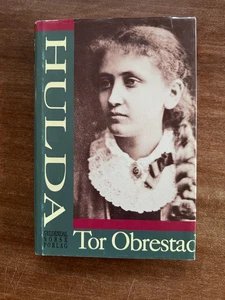 HULDA
GYLDENDAL
NORSK
FORLAG
Tor Obrestad